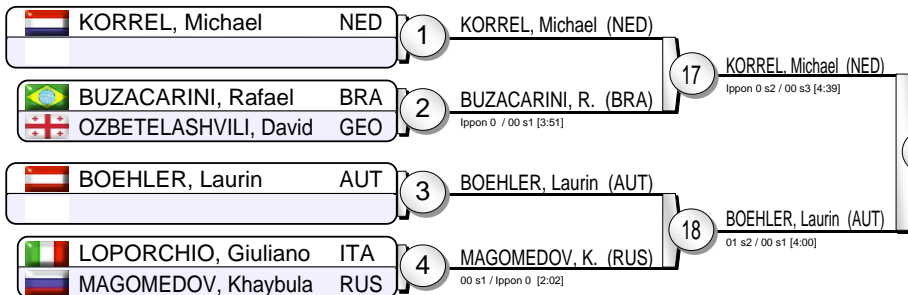 KORREL, Michael NED
1
KORREL, Michael (NED)
17
KORREL, Michael (NED)
Ippon 0 s2 / 00 s3 [4:39]
BUZACARINI, Rafael BRA
OZBETELASHVILI, David GEO
2
BUZACARINI, R. (BRA)
Ippon 0 / 00 s1 [3:51]
BOEHLER, Laurin AUT
3
BOEHLER, Laurin (AUT)
18
BOEHLER, Laurin (AUT)
01 s2 / 00 s1 [4:00]
LOPORCHIO, Giuliano ITA
MAGOMEDOV, Khaybula RUS
4
MAGOMEDOV, K. (RUS)
00 s1 / Ippon 0 [2:02]